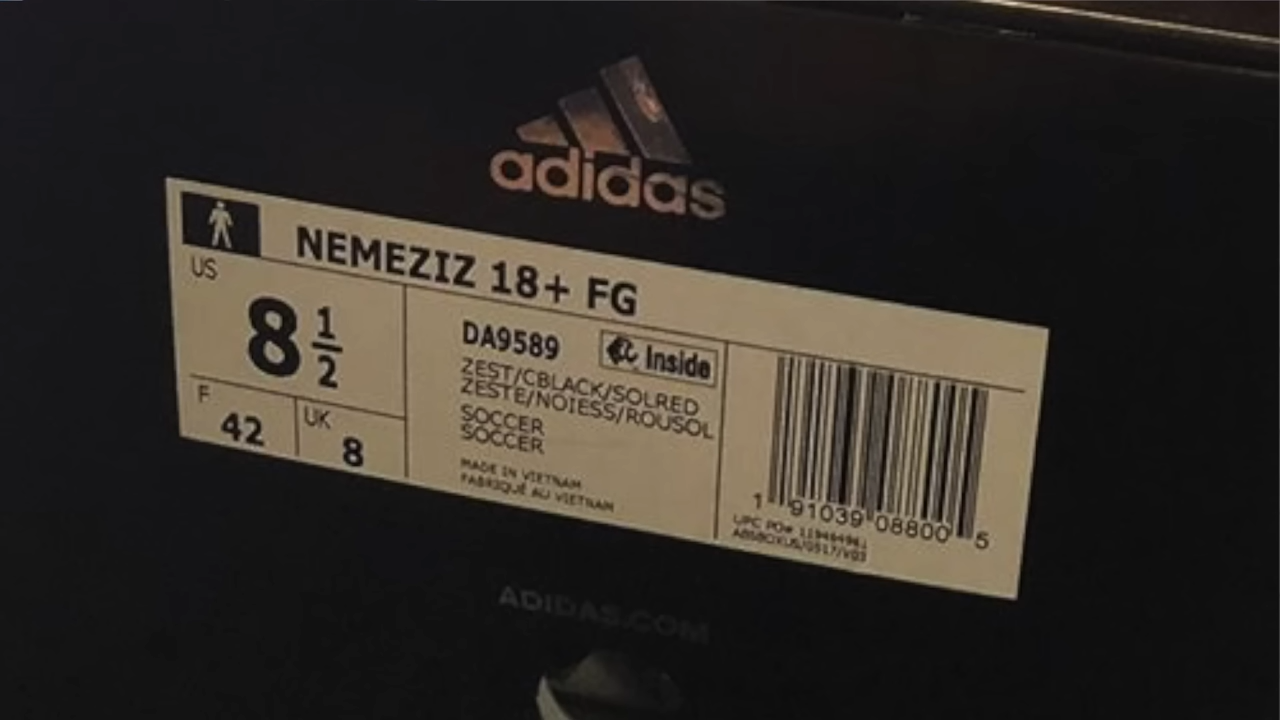 adidas
NEMEZIZ 18+ FG
US
8 1/2
F
42
UK
8
DA9589
Inside
ZEST/CBLACK/SOLRED
ZESTE/NOIESS/ROUSOL
SOCCER
SOCCER
MADE IN VIETNAM
FABRIQUÉ AU VIETNAM
1 91039 08800 5
UPC PO#
ADIDAS.COM